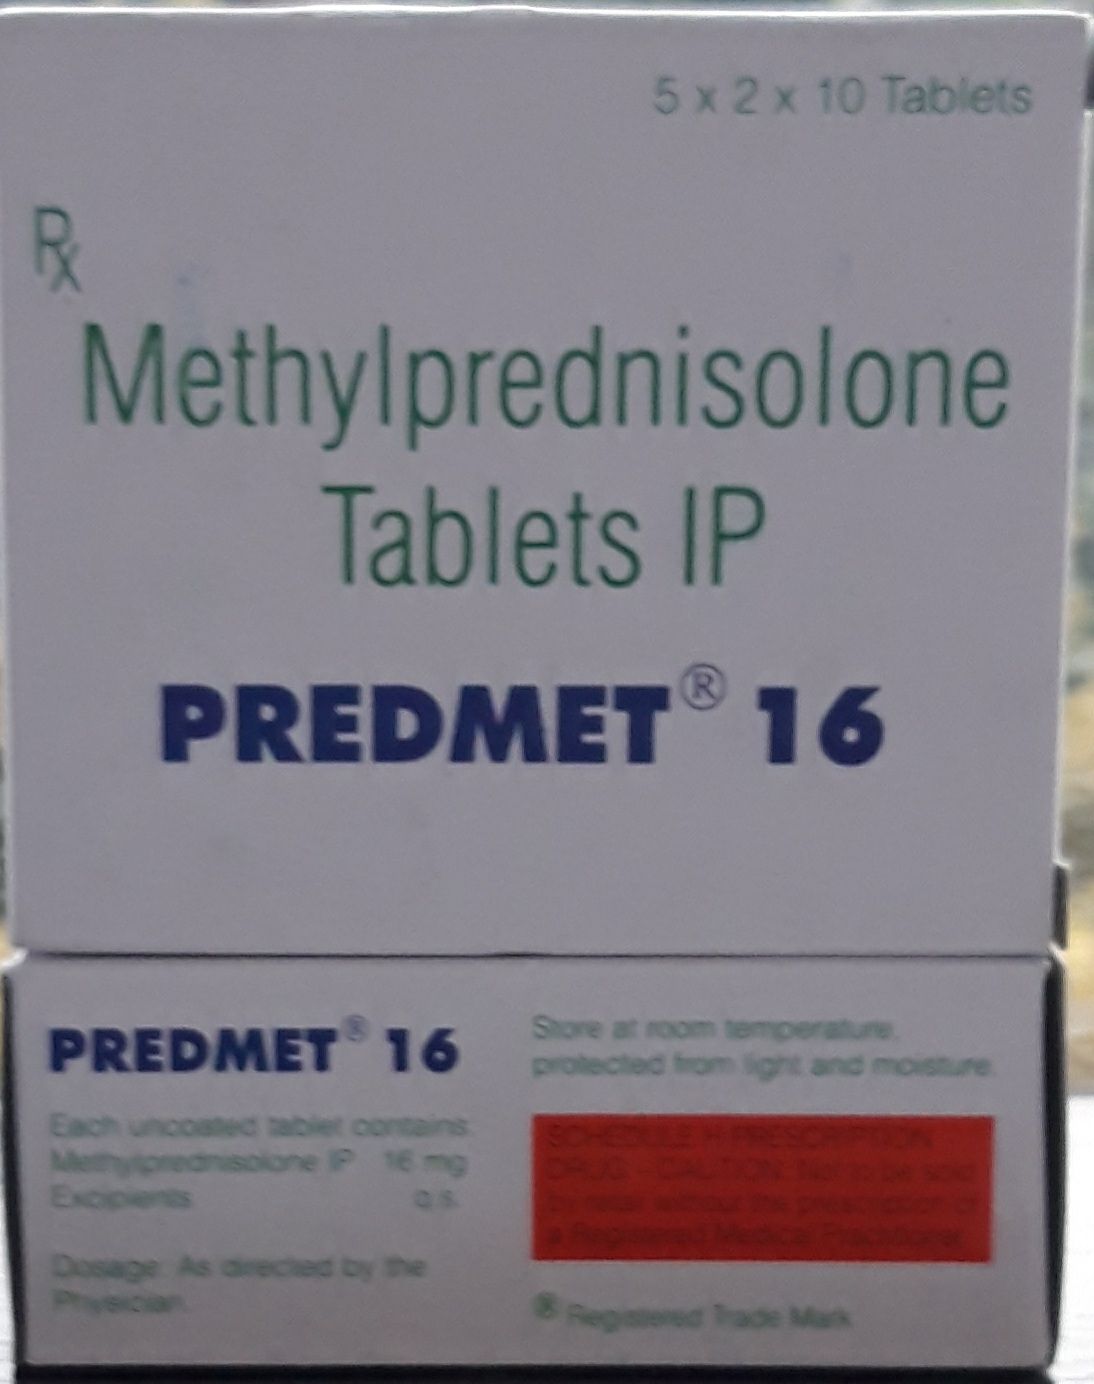 5 x 2 x 10 Tablets
Rx
Methylprednisolone
Tablets IP
PREDMET® 16
PREDMET® 16
Each uncoated tablet contains:
Methylprednisolone IP 16 mg
Excipients q.s.
Dosage: As directed by the
Physician.
Store at room temperature,
protected from light and moisture.
SCHEDULE H PRESCRIPTION
DRUG - CAUTION: Not to be sold
by retail without the prescription of
a Registered Medical Practitioner.
® Registered Trade Mark